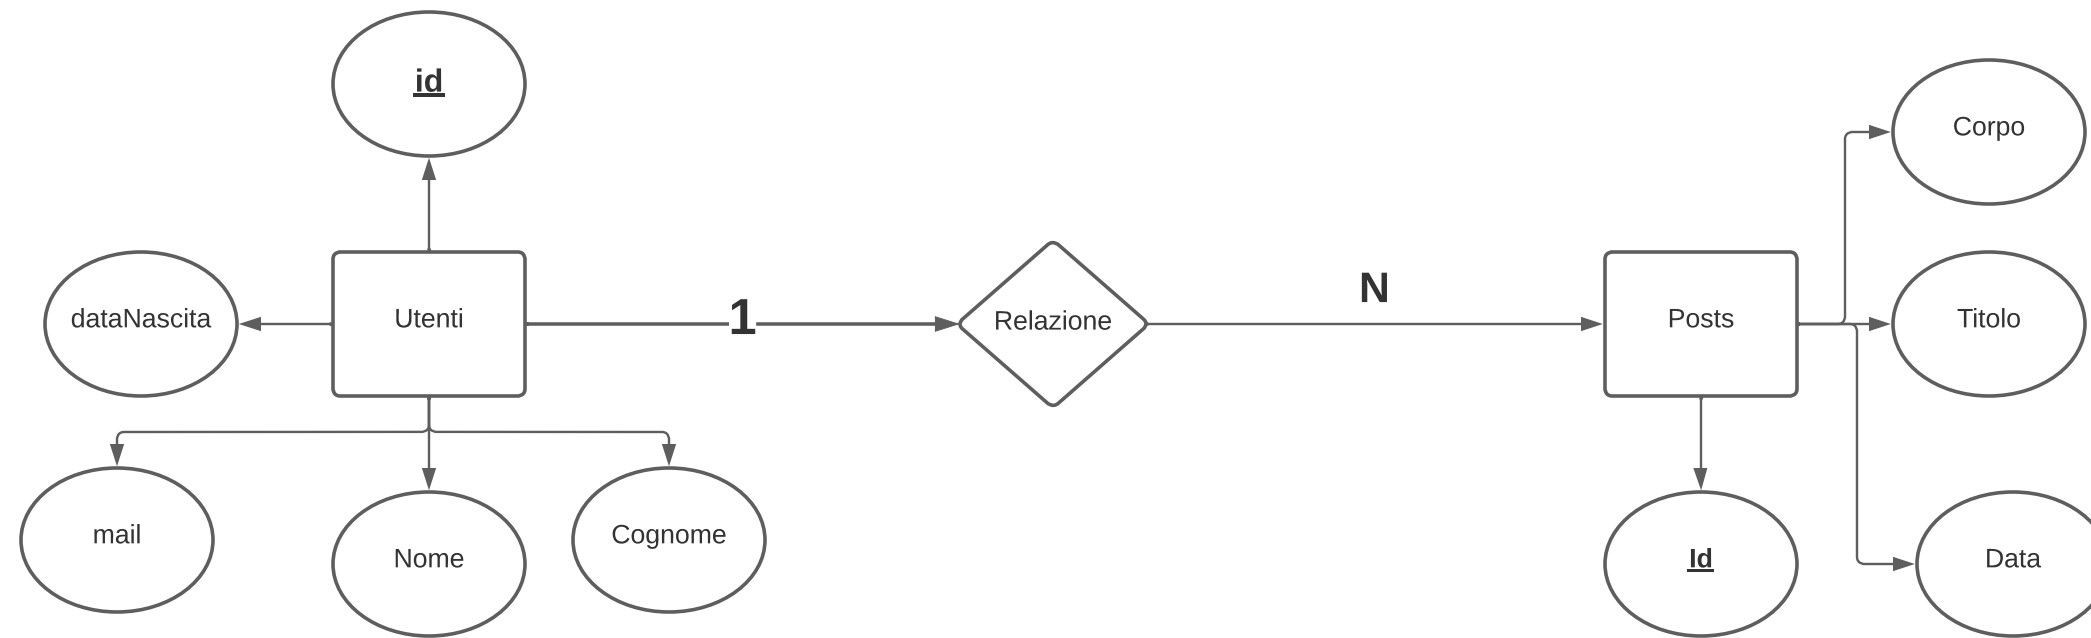 id
Corpo
dataNascita
Utenti
1
Relazione
N
Posts
Titolo
mail
Nome
Cognome
Id
Data